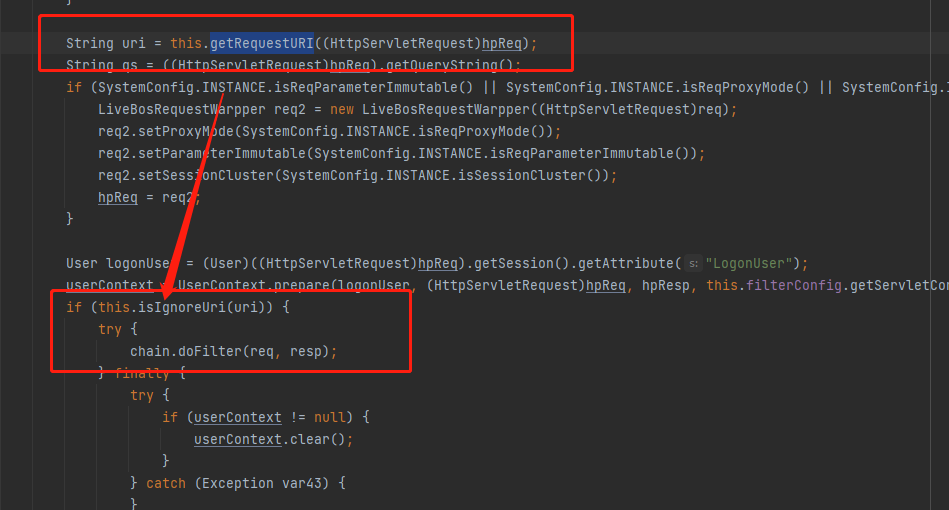 }
String uri = this.getRequestURI((HttpServletRequest)hpReq);
String qs = ((HttpServletRequest)hpReq).getQueryString();
if (SystemConfig.INSTANCE.isReqParameterImmutable() || SystemConfig.INSTANCE.isReqProxyMode() || SystemConfig.
LiveBosRequestWarpper req2 = new LiveBosRequestWarpper((HttpServletRequest)req);
req2.setProxyMode(SystemConfig.INSTANCE.isReqProxyMode());
req2.setParameterImmutable(SystemConfig.INSTANCE.isReqParameterImmutable());
req2.setSessionCluster(SystemConfig.INSTANCE.isSessionCluster());
hpReq = req2;
}
User logonUser = (User)((HttpServletRequest)hpReq).getSession().getAttribute( s: "LogonUser");
userContext = UserContext.prepare(logonUser, (HttpServletRequest)hpReq, hpResp, this.filterConfig.getServletCon
if (this.isIgnoreUri(uri)) {
try {
chain.doFilter(req, resp);
} finally {
try {
if (userContext != null) {
userContext.clear();
}
} catch (Exception var43) {
}